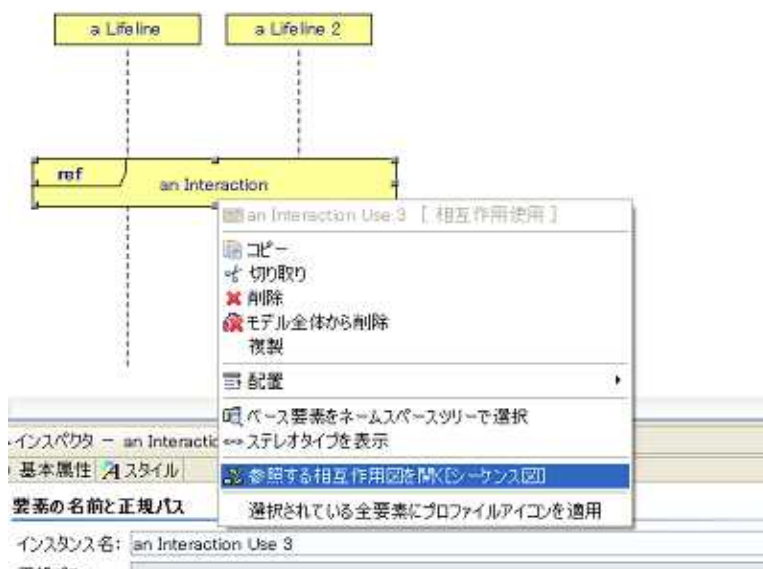 a Lifeline
a Lifeline 2
ref
an Interaction
an Interaction Use 3 [ 相互作用使用 ]
コピー
切り取り
削除
モデル全体から削除
複製
配置
ベース要素をネームスペースツリーで選択
ステレオタイプを表示
参照する相互作用図を開く[シーケンス図]
選択されている全要素にプロファイルアイコンを適用
インスペクタ - an Interactio
基本属性 スタイル
要素の名前と正規パス
インスタンス名: an Interaction Use 3